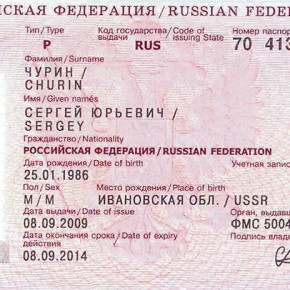 СКАЯ ФЕДЕРАЦИЯ/RUSSIAN FEDER
Тип/Type Код государства/ Code of выдачи issuing State Номер паспор
P RUS 70 413
Фамилия/Surname
ЧУРИН /
CHURIN
Имя/Given names
СЕРГЕЙ ЮРЬЕВИЧ /
SERGEY
Гражданство/Nationality
РОССИЙСКАЯ ФЕДЕРАЦИЯ/RUSSIAN FEDERATION
Дата рождения/Date of birth Учетная запис
25.01.1986
Пол/Sex Место рождения/Place of birth
М/M ИВАНОВСКАЯ ОБЛ. /USSR
Дата выдачи/Date of issue Орган, выдав
08.09.2009 ФМС 5004
Дата окончания срока/ Date of expiry
действия
08.09.2014